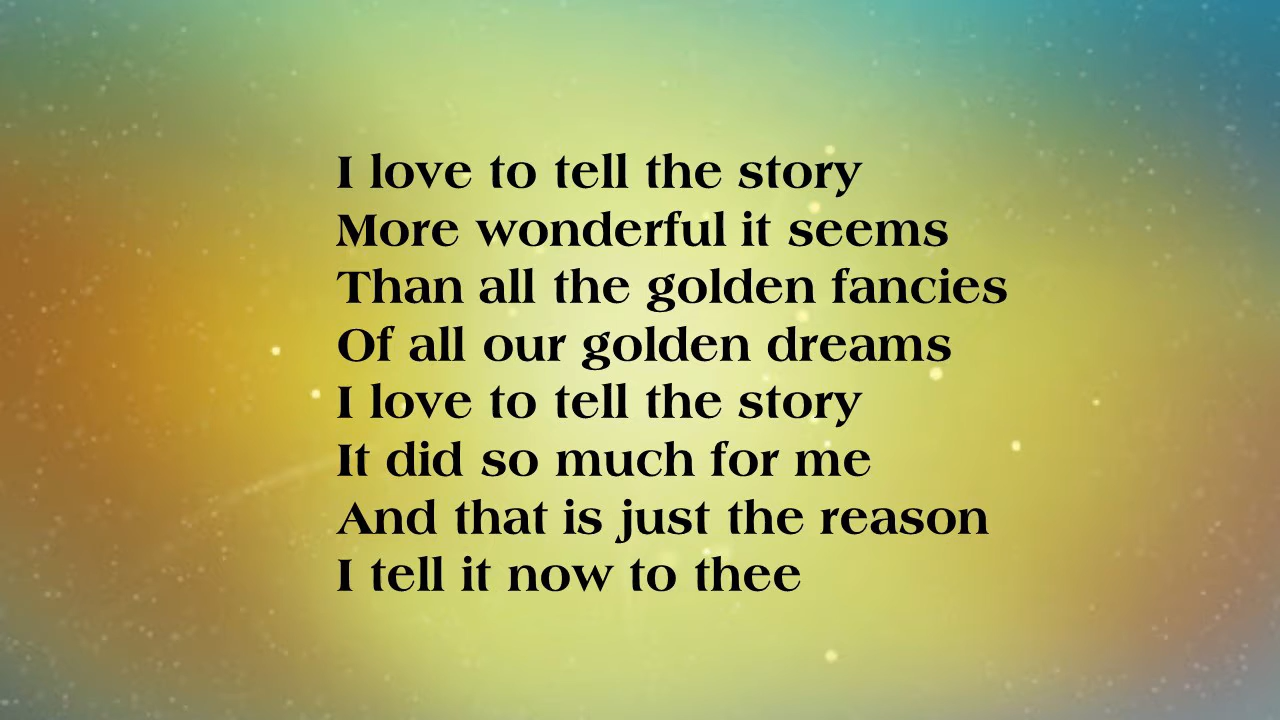 I love to tell the story
More wonderful it seems
Than all the golden fancies
Of all our golden dreams
I love to tell the story
It did so much for me
And that is just the reason
I tell it now to thee